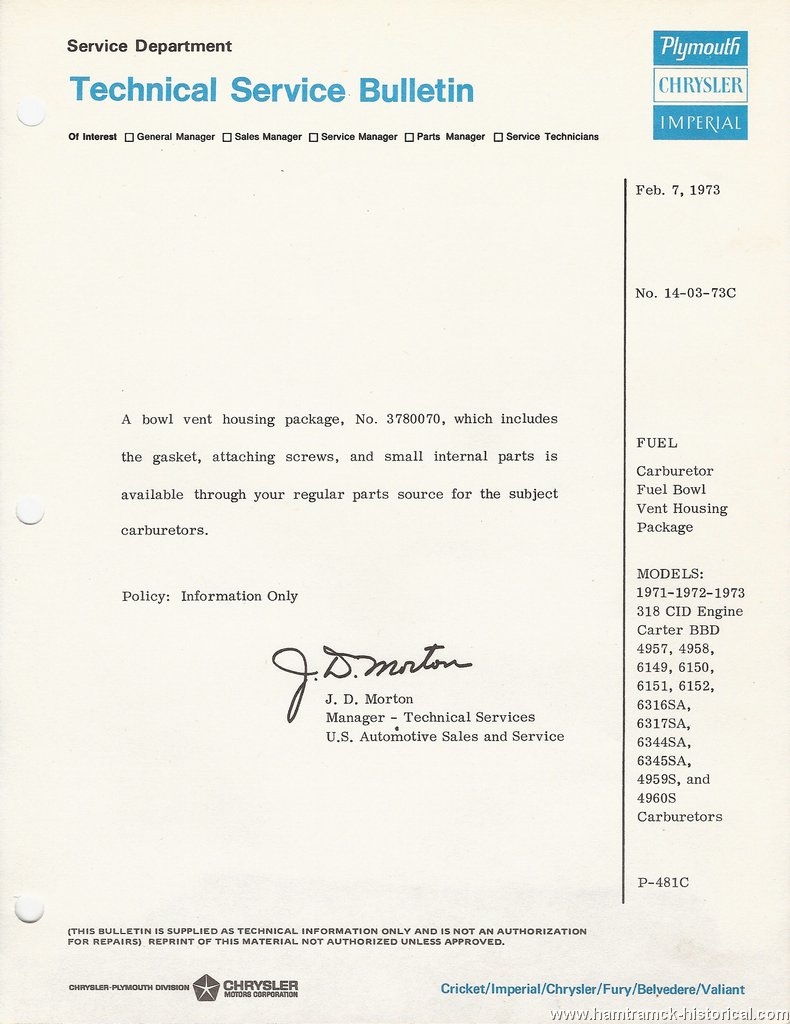 Service Department
Technical Service Bulletin
Plymouth
CHRYSLER
IMPERIAL
Of Interest ☐ General Manager ☐ Sales Manager ☐ Service Manager ☐ Parts Manager ☐ Service Technicians
Feb. 7, 1973
No. 14-03-73C
A bowl vent housing package, No. 3780070, which includes
the gasket, attaching screws, and small internal parts is
available through your regular parts source for the subject
carburetors.
Policy: Information Only
J. D. Morton
J. D. Morton
Manager - Technical Services
U.S. Automotive Sales and Service
FUEL
Carburetor
Fuel Bowl
Vent Housing
Package
MODELS:
1971-1972-1973
318 CID Engine
Carter BBD
4957, 4958,
6149, 6150,
6151, 6152,
6316SA,
6317SA,
6344SA,
6345SA,
4959S, and
4960S
Carburetors
P-481C
(THIS BULLETIN IS SUPPLIED AS TECHNICAL INFORMATION ONLY AND IS NOT AN AUTHORIZATION
FOR REPAIRS) REPRINT OF THIS MATERIAL NOT AUTHORIZED UNLESS APPROVED.
CHRYSLER-PLYMOUTH DIVISION
CHRYSLER
MOTORS CORPORATION
Cricket/Imperial/Chrysler/Fury/Belvedere/Valiant
www.hamtramck-historical.com